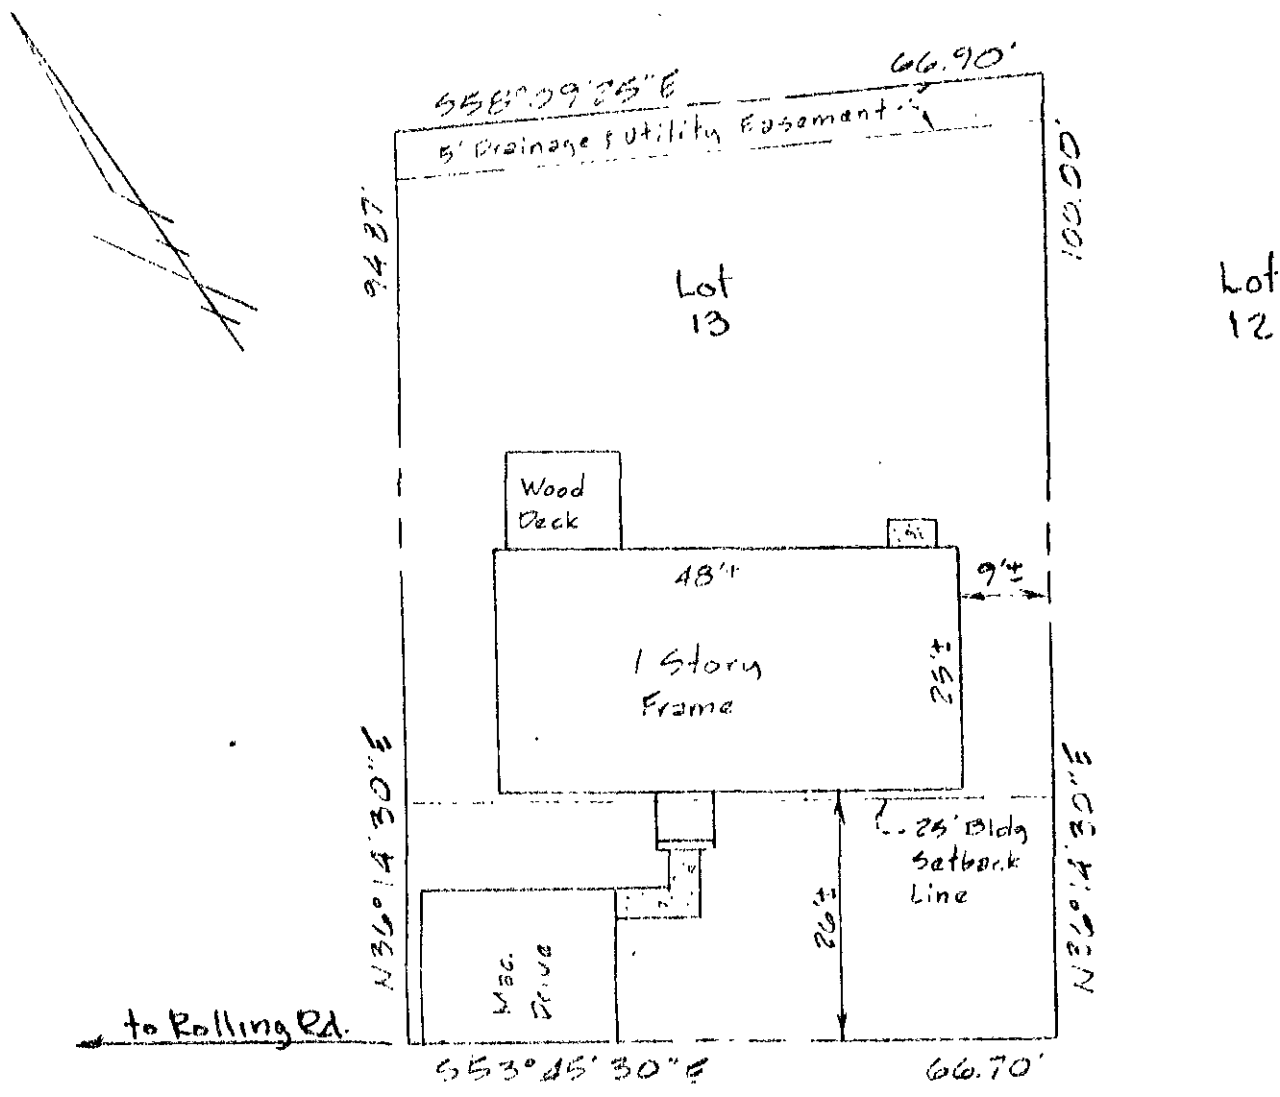 66.90'
S58°39'25"E
5' Drainage & Utility Easement
94.27'
100.00'
Lot
13
Lot
12
Wood
Deck
48'±
9'±
1 Story
Frame
25'±
N36°14'30"E
N36°14'30"E
25' Bldg
Setback
Line
26'±
Mac.
Drive
to Rolling Rd.
S53°45'30"E
66.70'